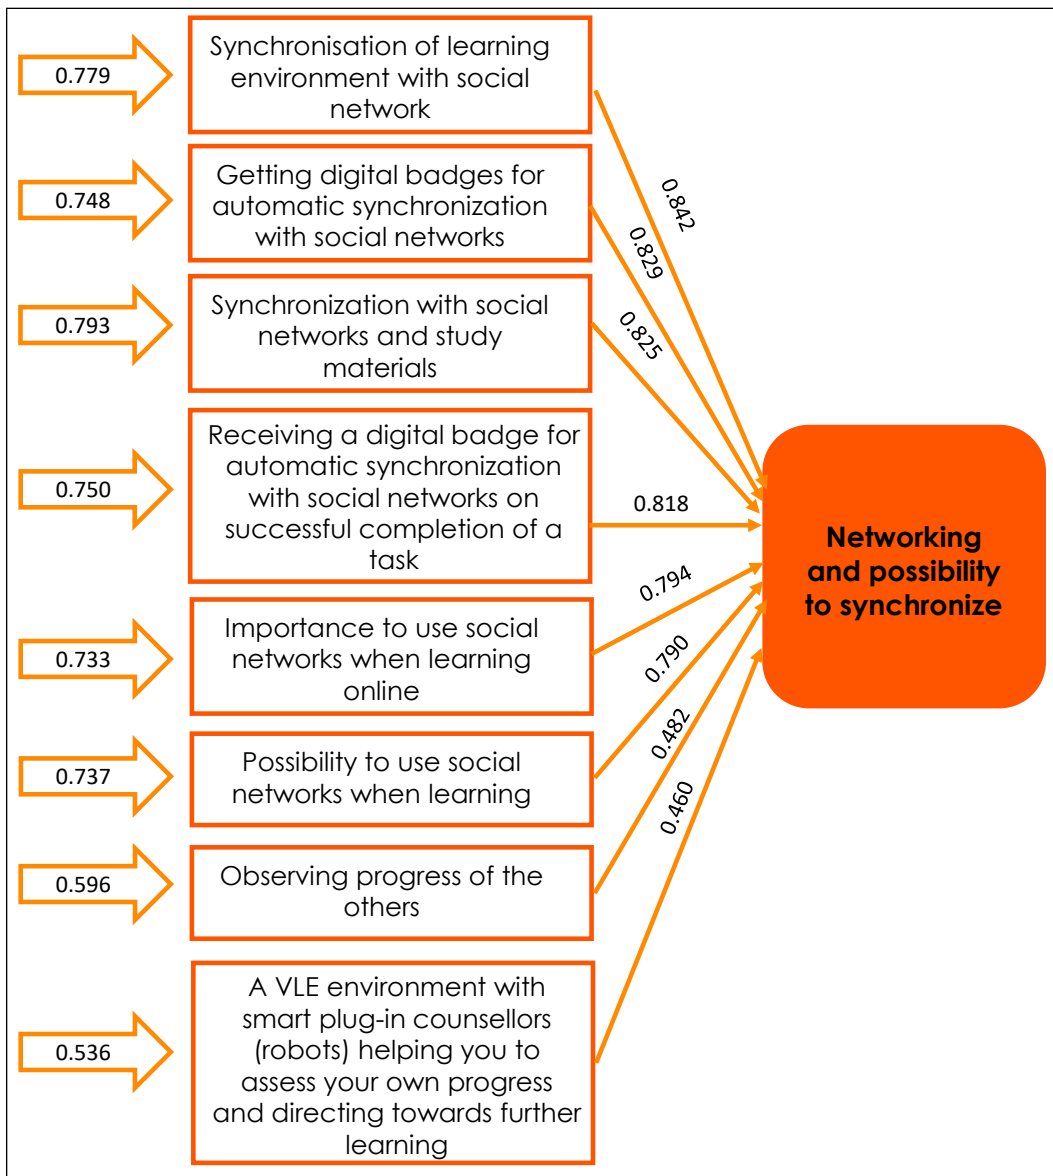 0.779
Synchronisation of learning
environment with social
network
0.842
0.748
Getting digital badges for
automatic synchronization
with social networks
0.829
0.793
Synchronization with social
networks and study
materials
0.825
0.750
Receiving a digital badge for
automatic synchronization
with social networks on
successful completion of a
task
0.818
Networking
and possibility
to synchronize
0.733
Importance to use social
networks when learning
online
0.794
0.737
Possibility to use social
networks when learning
0.790
0.596
Observing progress of the
others
0.482
0.536
A VLE environment with
smart plug-in counsellors
(robots) helping you to
assess your own progress
and directing towards further
learning
0.460